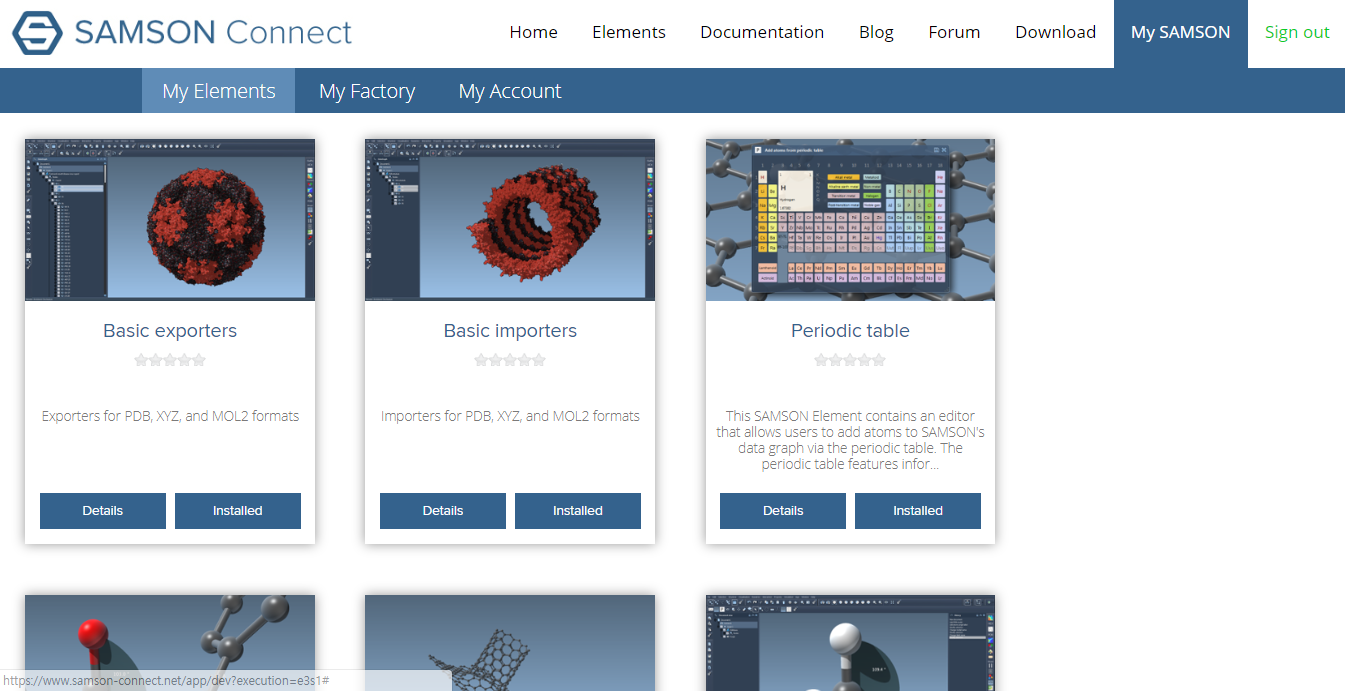 SAMSON Connect
Home Elements Documentation Blog Forum Download My SAMSON Sign out
My Elements My Factory My Account
Add atoms from periodic table
H
Basic exporters
Exporters for PDB, XYZ, and MOL2 formats
Details Installed
Basic importers
Importers for PDB, XYZ, and MOL2 formats
Details Installed
Periodic table
This SAMSON Element contains an editor
that allows users to add atoms to SAMSON's
data graph via the periodic table. The
periodic table features infor...
Details Installed
https://www.samson-connect.net/app/dev?execution=e3s1#